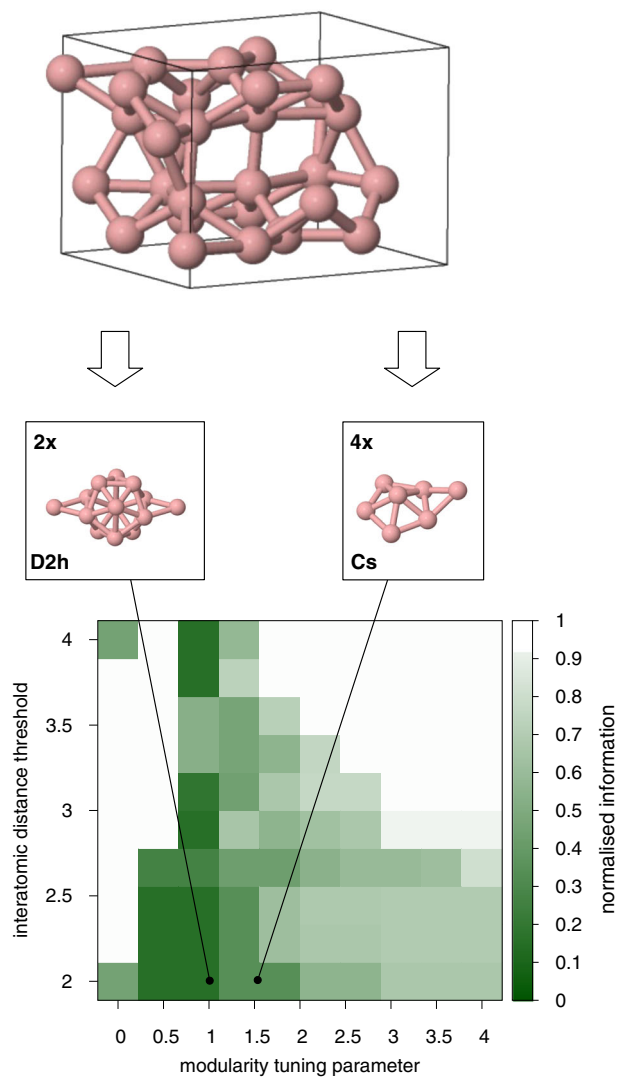 2x
D2h
4x
Cs
4
3.5
3
2.5
2
interatomic distance threshold
0 0.5 1 1.5 2 2.5 3 3.5 4
modularity tuning parameter
1
0.9
0.8
0.7
0.6
0.5
0.4
0.3
0.2
0.1
0
normalised information